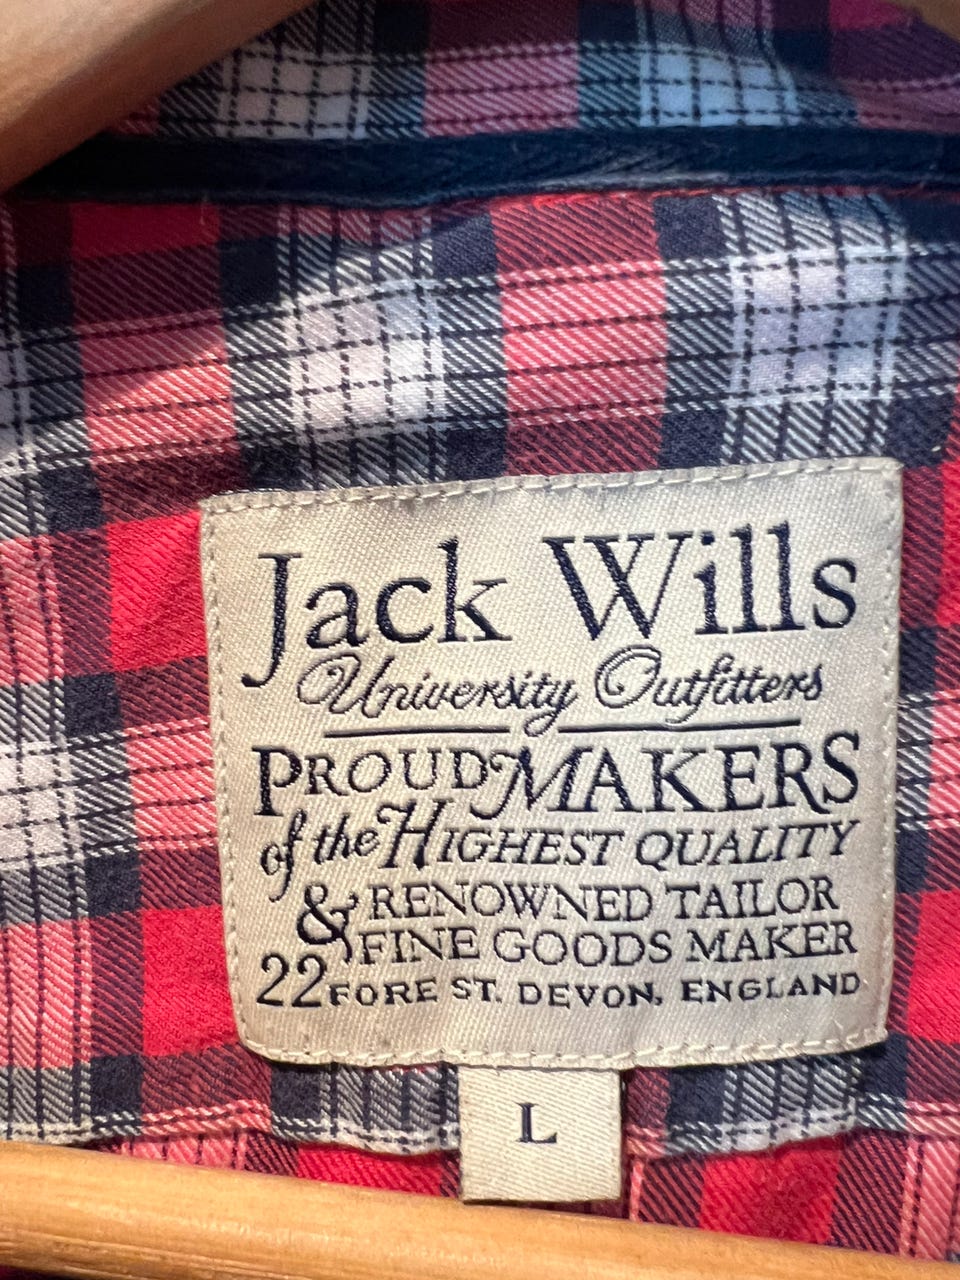 Jack Wills
University Outfitters
PROUD MAKERS
of the HIGHEST QUALITY
& RENOWNED TAILOR
FINE GOODS MAKER
22 FORE ST. DEVON, ENGLAND
L